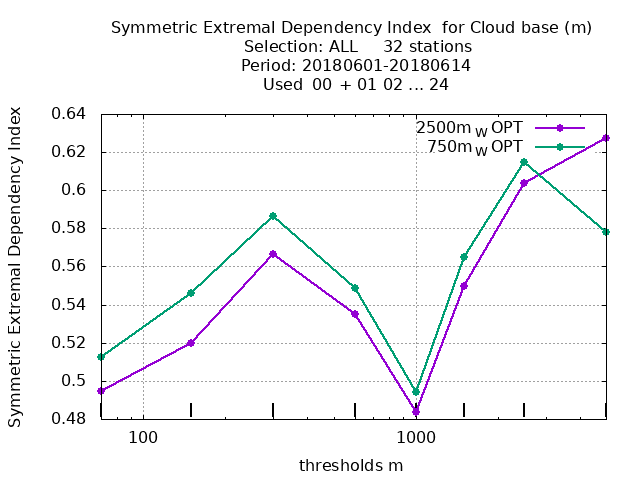 Symmetric Extremal Dependency Index  for Cloud base (m)
Selection: ALL     32 stations
Period: 20180601-20180614
Used  00 + 01 02 ... 24
Symmetric Extremal Dependency Index
0.64
0.62
0.6
0.58
0.56
0.54
0.52
0.5
0.48
2500m W OPT
750m W OPT
100
1000
thresholds m